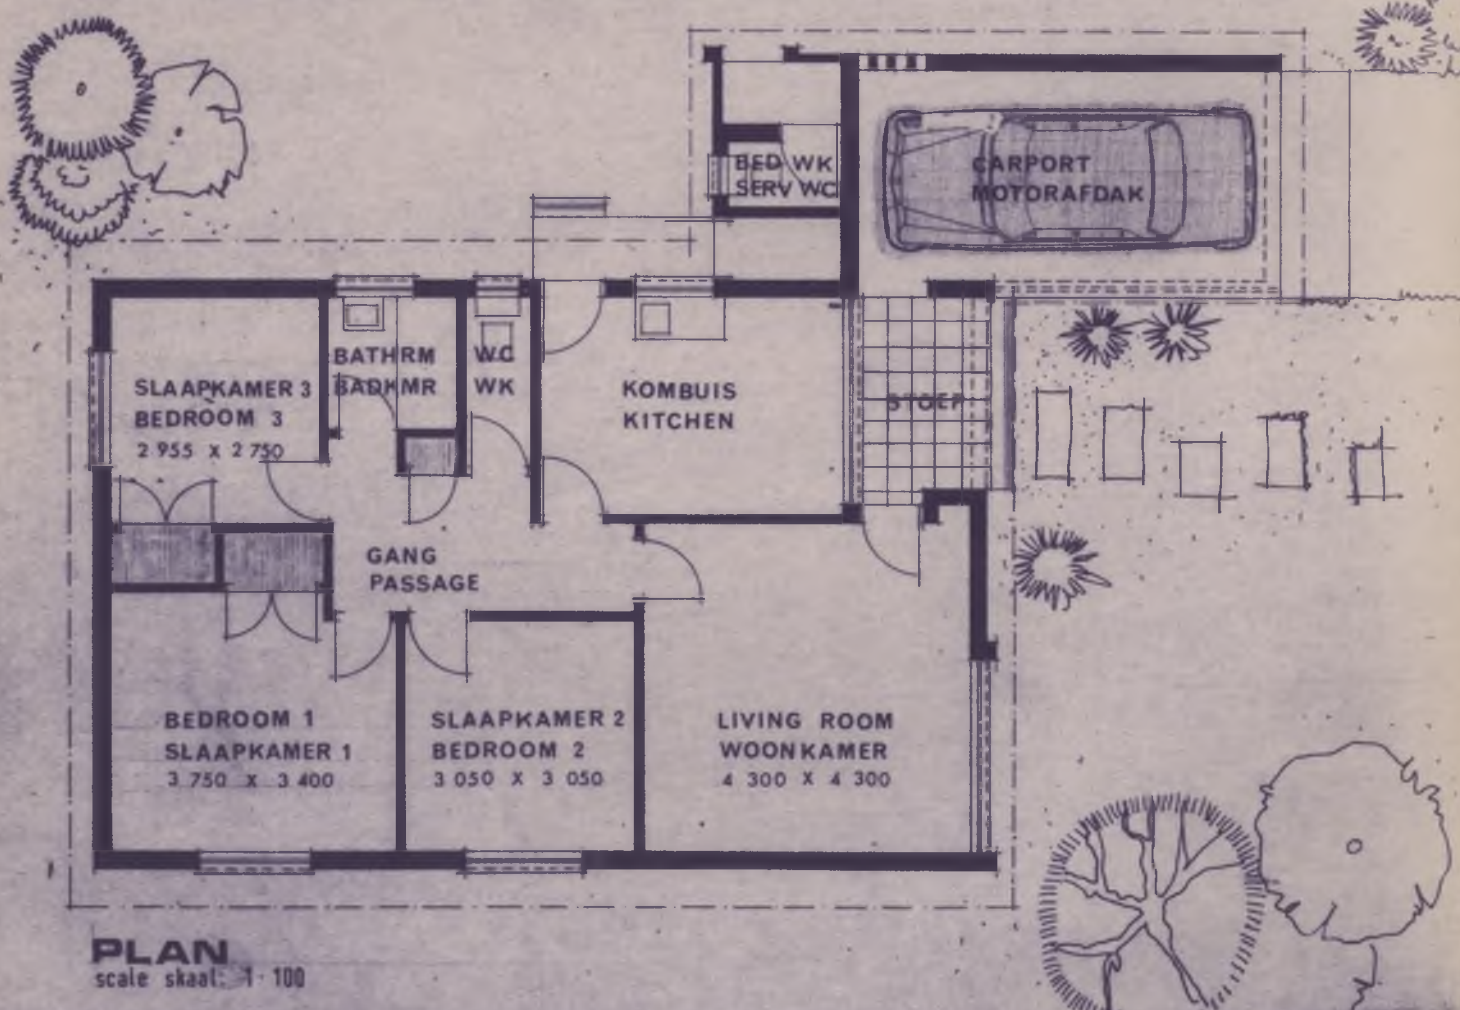 BED WK
SERV WC
CARPORT
MOTORAFDAK
SLAAPKAMER 3
BEDROOM 3
2 955 x 2 750
BATHRM
BADKMR
WC
WK
KOMBUIS
KITCHEN
STOEP
GANG
PASSAGE
BEDROOM 1
SLAAPKAMER 1
3 750 x 3 400
SLAAPKAMER 2
BEDROOM 2
3 050 x 3 050
LIVING ROOM
WOONKAMER
4 300 x 4 300
PLAN
scale skaal: 1·100